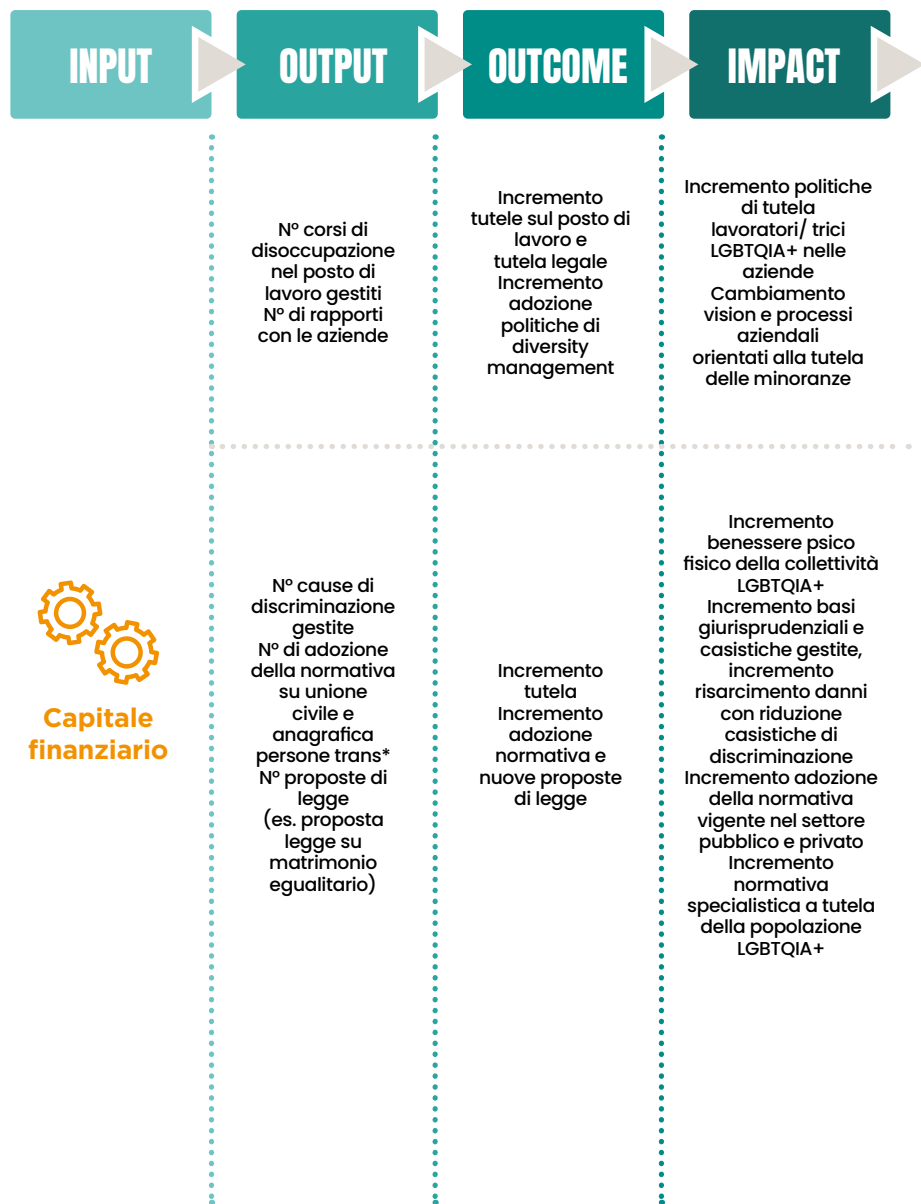 INPUT
OUTPUT
OUTCOME
IMPACT
N° corsi di
disoccupazione
nel posto di
lavoro gestiti
N° di rapporti
con le aziende
Incremento
tutele sul posto di
lavoro e
tutela legale
Incremento
adozione
politiche di
diversity
management
Incremento politiche
di tutela
lavoratori/ trici
LGBTQIA+ nelle
aziende
Cambiamento
vision e processi
aziendali
orientati alla tutela
delle minoranze
Capitale
finanziario
N° cause di
discriminazione
gestite
N° di adozione
della normativa
su unione
civile e
anagrafica
persone trans*
N° proposte di
legge
(es. proposta
legge su
matrimonio
egualitario)
Incremento
tutela
Incremento
adozione
normativa e
nuove proposte
di legge
Incremento
benessere psico
fisico della collettività
LGBTQIA+
Incremento basi
giurisprudenziali e
casistiche gestite,
incremento
risarcimento danni
con riduzione
casistiche di
discriminazione
Incremento adozione
della normativa
vigente nel settore
pubblico e privato
Incremento
normativa
specialistica a tutela
della popolazione
LGBTQIA+